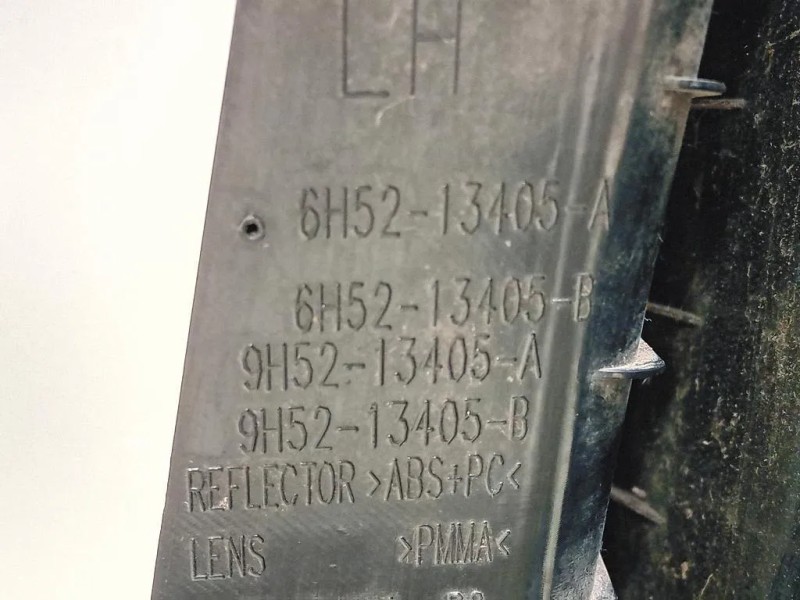 LH
6H52-13405-A
6H52-13405-B
9H52-13405-A
9H52-13405-B
REFLECTOR >ABS+PC<
LENS >PMMA<